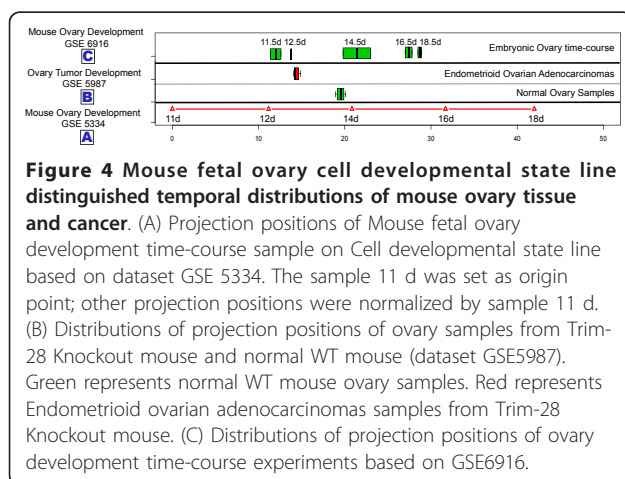 Mouse Ovary Development
GSE 6916
C
11.5d 12.5d 14.5d 16.5d 18.5d
Embryonic Ovary time-course
Ovary Tumor Development
GSE 5987
B
Endometrioid Ovarian Adenocarcinomas
Normal Ovary Samples
Mouse Ovary Development
GSE 5334
A
11d 12d 14d 16d 18d
0 10 20 30 40 50
Figure 4 Mouse fetal ovary cell developmental state line
distinguished temporal distributions of mouse ovary tissue
and cancer. (A) Projection positions of Mouse fetal ovary
development time-course sample on Cell developmental state line
based on dataset GSE 5334. The sample 11 d was set as origin
point; other projection positions were normalized by sample 11 d.
(B) Distributions of projection positions of ovary samples from Trim-
28 Knockout mouse and normal WT mouse (dataset GSE5987).
Green represents normal WT mouse ovary samples. Red represents
Endometrioid ovarian adenocarcinomas samples from Trim-28
Knockout mouse. (C) Distributions of projection positions of ovary
development time-course experiments based on GSE6916.